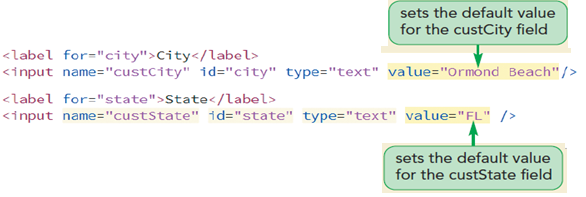 sets the default value
for the custCity field
<label for="city">City</label>
<input name="custCity" id="city" type="text" value="Ormond Beach"/>
<label for="state">State</label>
<input name="custState" id="state" type="text" value="FL" />
sets the default value
for the custState field